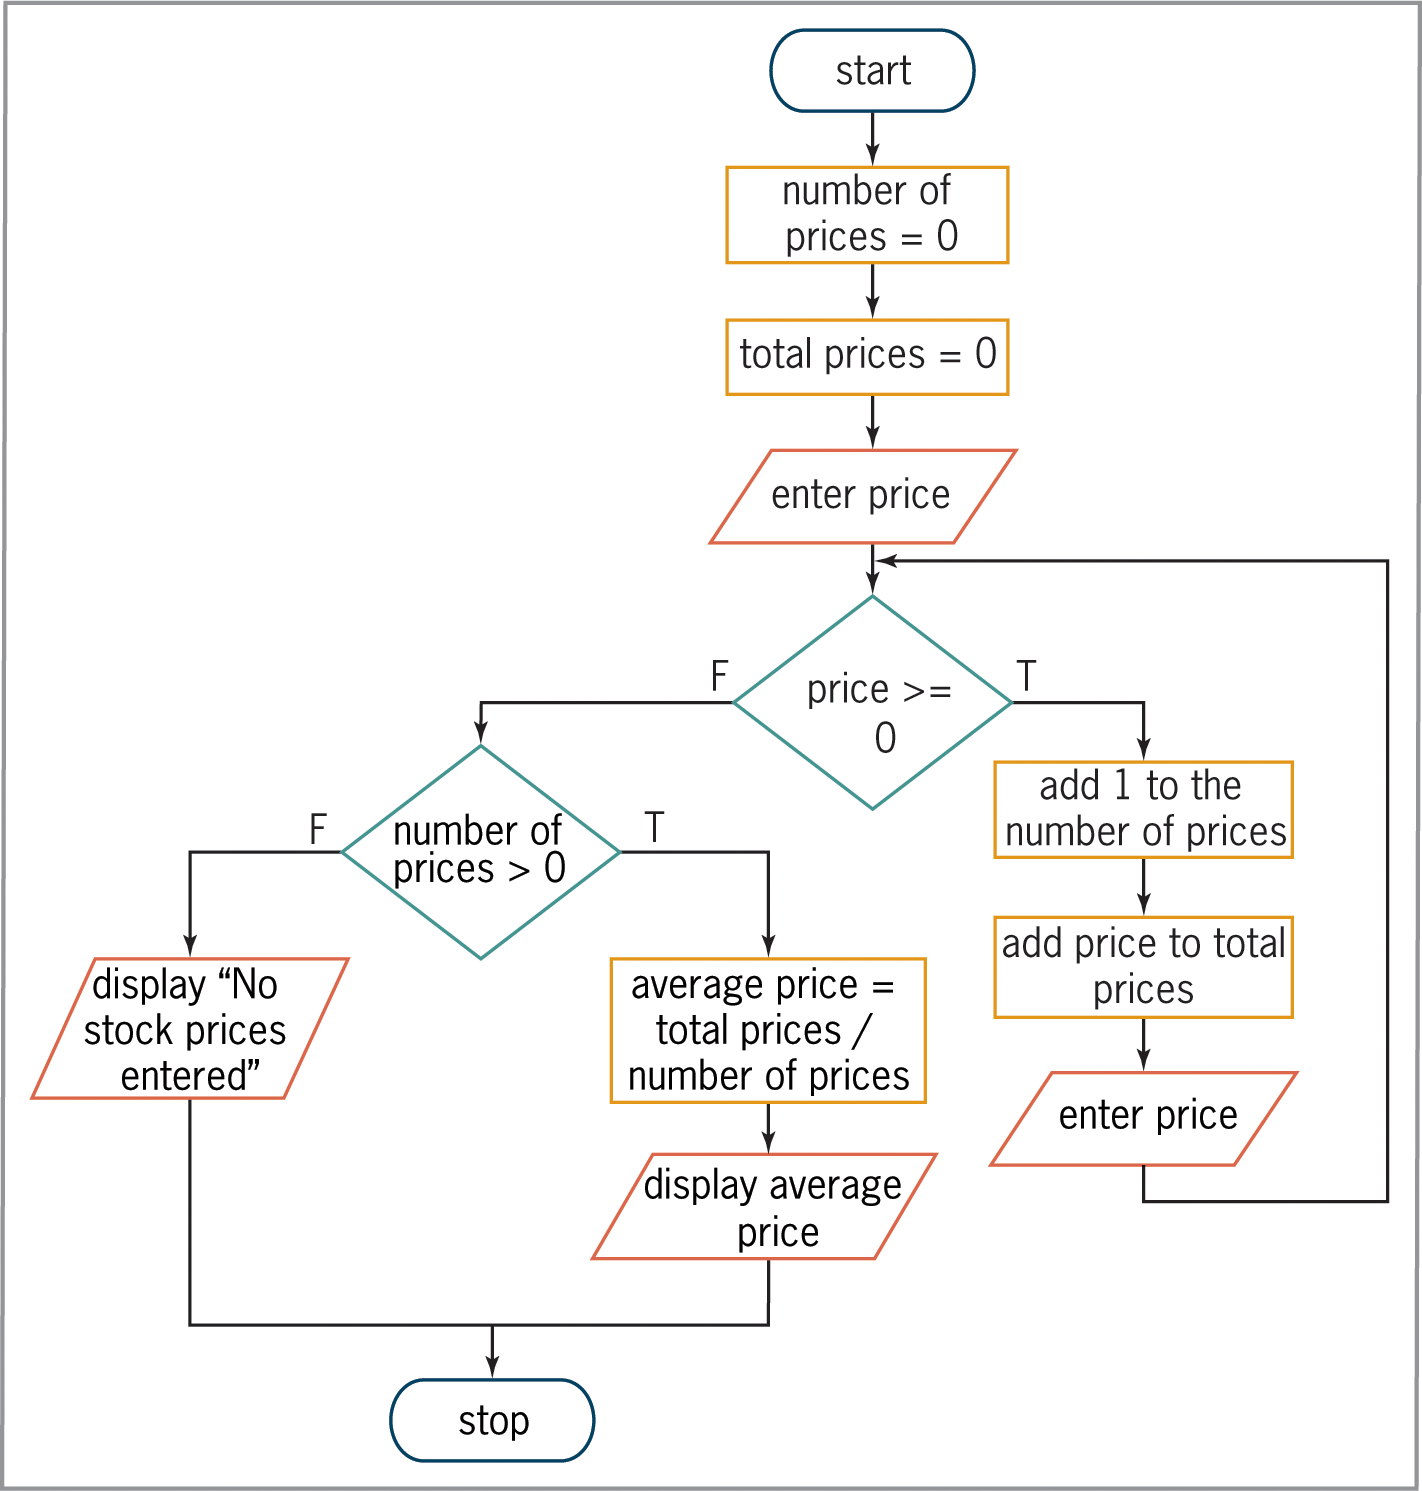 start
number of
prices = 0
total prices = 0
enter price
F
price >=
0
T
F
number of
prices > 0
T
add 1 to the
number of prices
add price to total
prices
enter price
display “No
stock prices
entered”
average price =
total prices /
number of prices
display average
price
stop